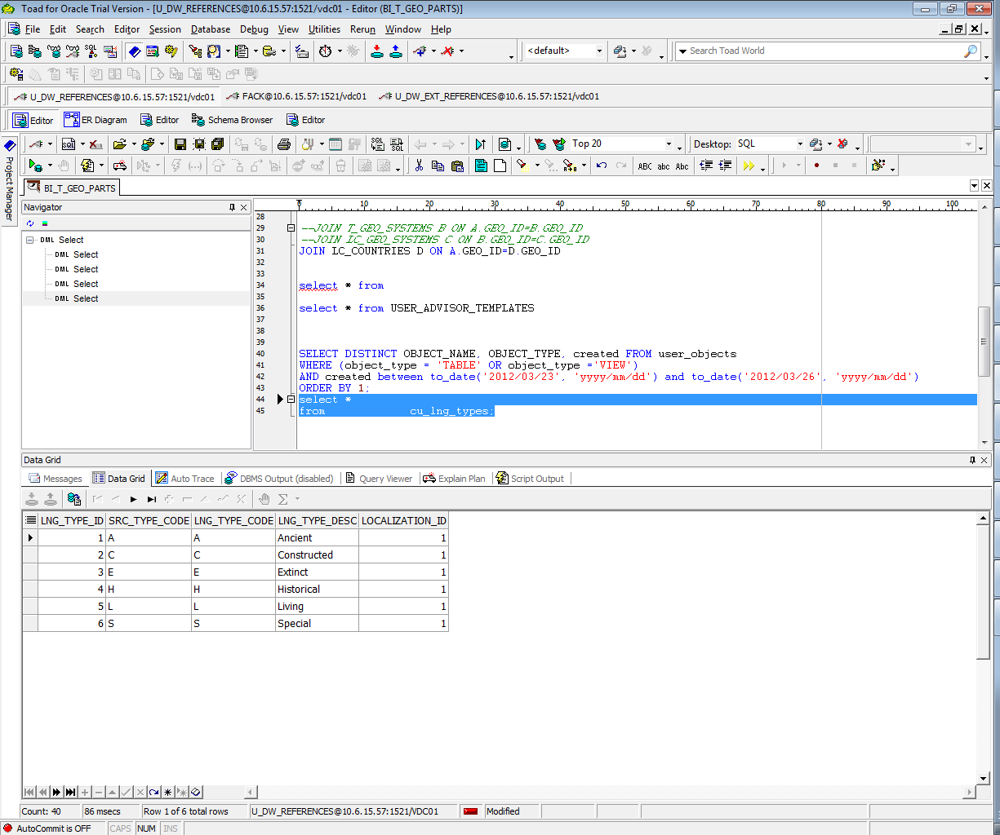 Toad for Oracle Trial Version - [U_DW_REFERENCES@10.6.15.57:1521/vdc01 - Editor (BI_T_GEO_PARTS)]
File Edit Search Editor Session Database Debug View Utilities Rerun Window Help
SQL <default> Search Toad World
U_DW_REFERENCES@10.6.15.57:1521/vdc01 FACK@10.6.15.57:1521/vdc01 U_DW_EXT_REFERENCES@10.6.15.57:1521/vdc01
Editor ER Diagram Editor Schema Browser Editor
Project Manager
SQL SQL SQL Top 20 Desktop: SQL
ABC abc Abc
BI_T_GEO_PARTS
Navigator
DML Select
DML Select
DML Select
DML Select
DML Select
0 10 20 30 40 50 60 70 80 90 100
28
29 --JOIN T_GEO_SYSTEMS B ON A.GEO_ID=B.GEO_ID
30 --JOIN LC_GEO_SYSTEMS C ON B.GEO_ID=C.GEO_ID
31 JOIN LC_COUNTRIES D ON A.GEO_ID=D.GEO_ID
32
33
34 select * from
35
36 select * from USER_ADVISOR_TEMPLATES
37
38
39
40 SELECT DISTINCT OBJECT_NAME, OBJECT_TYPE, created FROM user_objects
41 WHERE (object_type = 'TABLE' OR object_type ='VIEW')
42 AND created between to_date('2012/03/23', 'yyyy/mm/dd') and to_date('2012/03/26', 'yyyy/mm/dd')
43 ORDER BY 1;
44 select *
45 from cu_lng_types;
Data Grid
Messages Data Grid Auto Trace DBMS Output (disabled) Query Viewer Explain Plan Script Output
LNG_TYPE_ID SRC_TYPE_CODE LNG_TYPE_CODE LNG_TYPE_DESC LOCALIZATION_ID
1 A A Ancient 1
2 C C Constructed 1
3 E E Extinct 1
4 H H Historical 1
5 L L Living 1
6 S S Special 1
Count: 40 86 msecs Row 1 of 6 total rows U_DW_REFERENCES@10.6.15.57:1521/VDC01 Modified
AutoCommit is OFF CAPS NUM INS